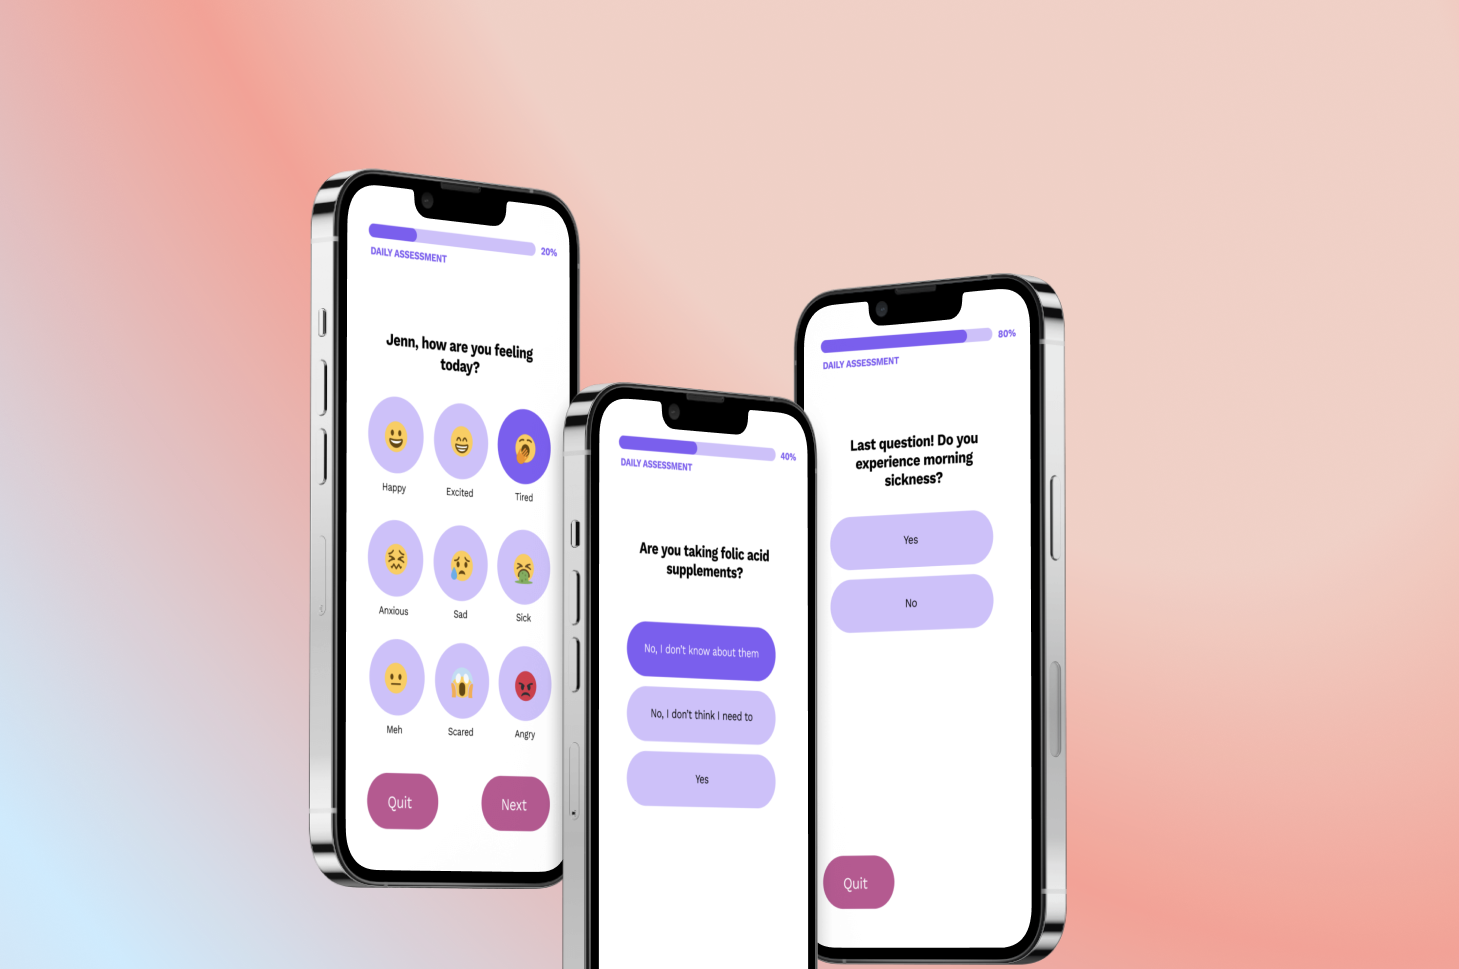 20%
DAILY ASSESSMENT
Jenn, how are you feeling
today?
Happy
Excited
Tired
Anxious
Sad
Sick
Meh
Scared
Angry
Quit
Next
40%
DAILY ASSESSMENT
Are you taking folic acid
supplements?
No, I don't know about them
No, I don't think I need to
Yes
80%
DAILY ASSESSMENT
Last question! Do you
experience morning
sickness?
Yes
No
Quit